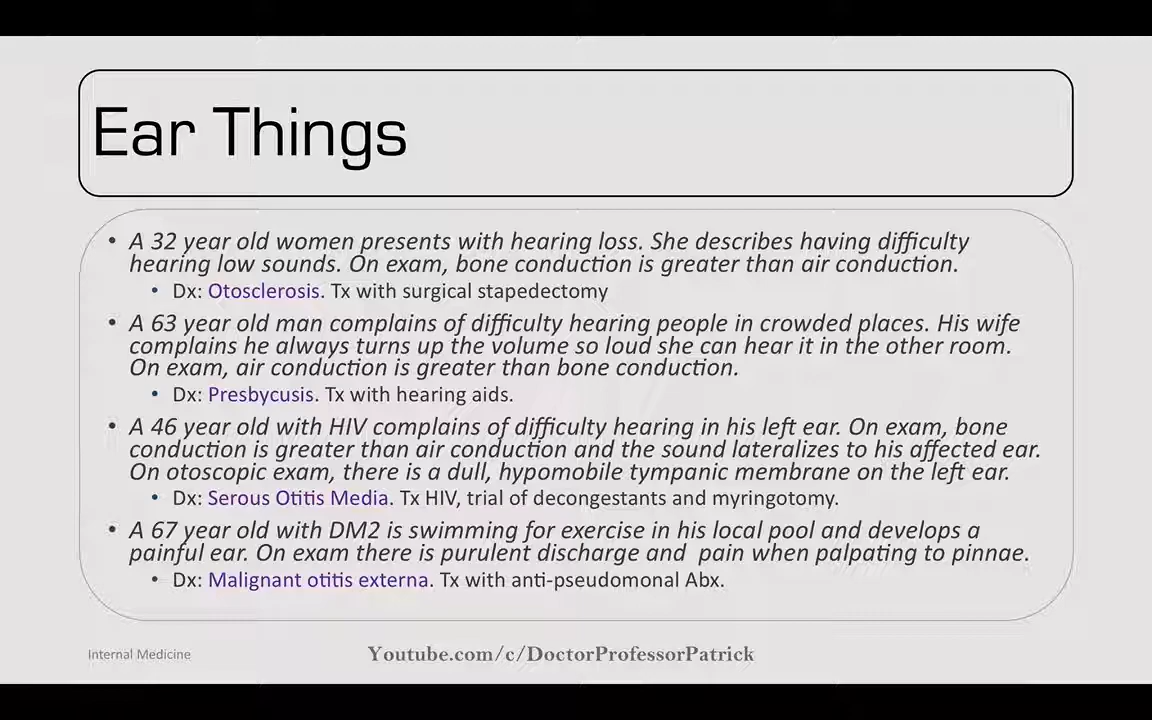 Ear Things
• A 32 year old women presents with hearing loss. She describes having difficulty
hearing low sounds. On exam, bone conduction is greater than air conduction.
• Dx: Otosclerosis. Tx with surgical stapedectomy
• A 63 year old man complains of difficulty hearing people in crowded places. His wife
complains he always turns up the volume so loud she can hear it in the other room.
On exam, air conduction is greater than bone conduction.
• Dx: Presbycusis. Tx with hearing aids.
• A 46 year old with HIV complains of difficulty hearing in his left ear. On exam, bone
conduction is greater than air conduction and the sound lateralizes to his affected ear.
On otoscopic exam, there is a dull, hypomobile tympanic membrane on the left ear.
• Dx: Serous Otitis Media. Tx HIV, trial of decongestants and myringotomy.
• A 67 year old with DM2 is swimming for exercise in his local pool and develops a
painful ear. On exam there is purulent discharge and  pain when palpating to pinnae.
• Dx: Malignant otitis externa. Tx with anti-pseudomonal Abx.
Internal Medicine
Youtube.com/c/DoctorProfessorPatrick